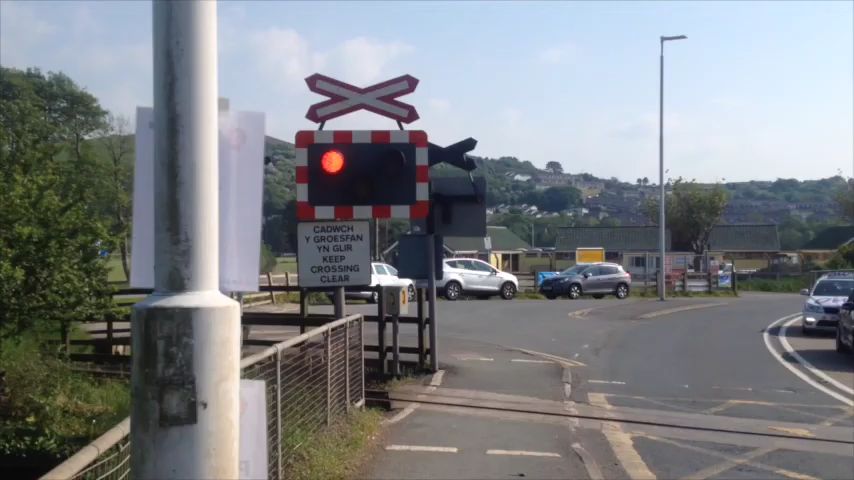 CADWCH
Y GROESFAN
YN GLIR
KEEP
CROSSING
CLEAR